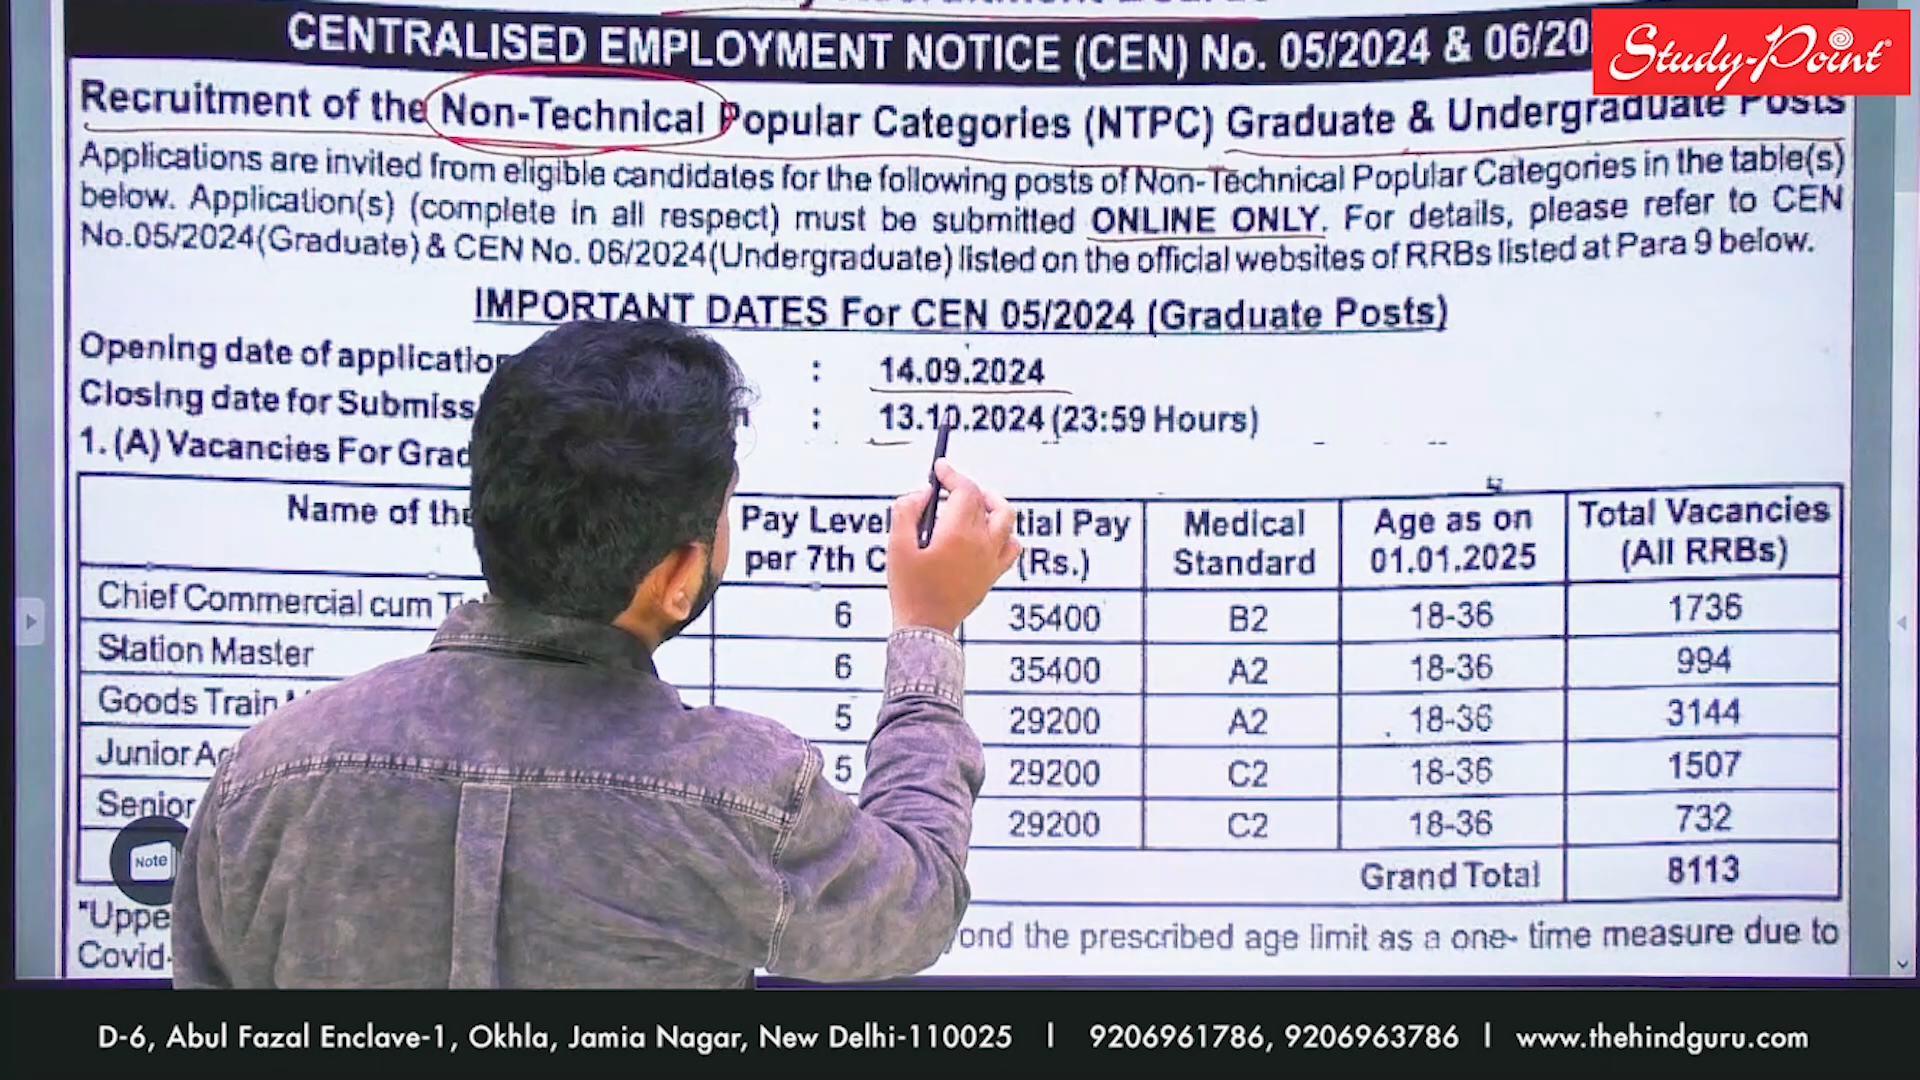 CENTRALISED EMPLOYMENT NOTICE (CEN) No. 05/2024 & 06/20
Study-Point
Recruitment of the Non-Technical Popular Categories (NTPC) Graduate & Undergraduate Posts
Applications are invited from eligible candidates for the following posts of Non-Technical Popular Categories in the table(s)
below. Application(s) (complete in all respect) must be submitted ONLINE ONLY. For details, please refer to CEN
No.05/2024(Graduate) & CEN No. 06/2024(Undergraduate) listed on the official websites of RRBs listed at Para 9 below.
IMPORTANT DATES For CEN 05/2024 (Graduate Posts)
Opening date of applicatio : 14.09.2024
Closing date for Submiss n : 13.10.2024 (23:59 Hours)
1. (A) Vacancies For Grad
Name of the Pay Level per 7th C tial Pay (Rs.) Medical Standard Age as on 01.01.2025 Total Vacancies (All RRBs)
Chief Commercial cum 6 35400 B2 18-36 1736
Station Master 6 35400 A2 18-36 994
Goods Train 5 29200 A2 18-36 3144
Junior A 5 29200 C2 18-36 1507
Senior 29200 C2 18-36 732
Grand Total 8113
*Uppe ond the prescribed age limit as a one- time measure due to
Covid-
Note
D-6, Abul Fazal Enclave-1, Okhla, Jamia Nagar, New Delhi-110025 | 9206961786, 9206963786 | www.thehindguru.com